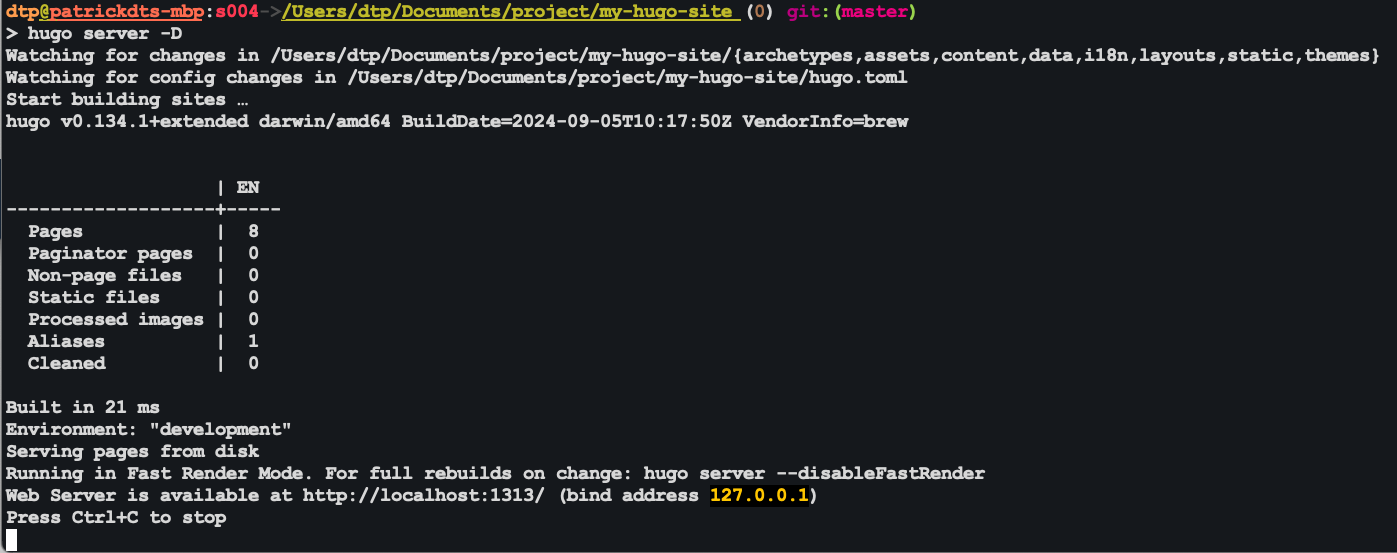 dtp@patrickdts-mbp:s004->/Users/dtp/Documents/project/my-hugo-site (0) git:(master)
> hugo server -D
Watching for changes in /Users/dtp/Documents/project/my-hugo-site/{archetypes,assets,content,data,i18n,layouts,static,themes}
Watching for config changes in /Users/dtp/Documents/project/my-hugo-site/hugo.toml
Start building sites …
hugo v0.134.1+extended darwin/amd64 BuildDate=2024-09-05T10:17:50Z VendorInfo=brew
                   | EN
-------------------+-----
  Pages            |  8
  Paginator pages  |  0
  Non-page files   |  0
  Static files     |  0
  Processed images |  0
  Aliases          |  1
  Cleaned          |  0
Built in 21 ms
Environment: "development"
Serving pages from disk
Running in Fast Render Mode. For full rebuilds on change: hugo server --disableFastRender
Web Server is available at http://localhost:1313/ (bind address 127.0.0.1)
Press Ctrl+C to stop